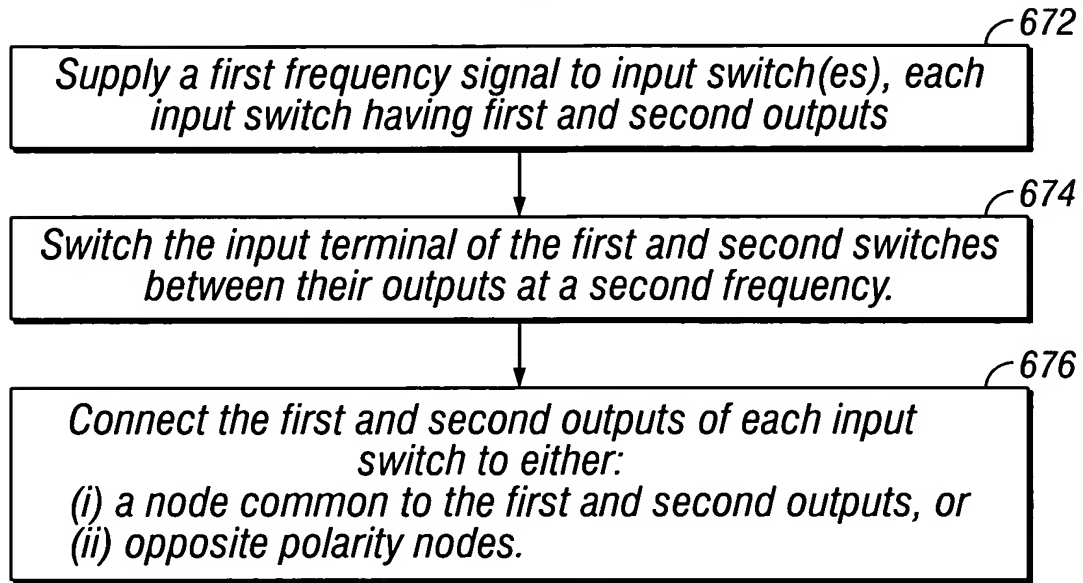 672
Supply a first frequency signal to input switch(es), each
input switch having first and second outputs
674
Switch the input terminal of the first and second switches
between their outputs at a second frequency.
676
Connect the first and second outputs of each input
switch to either:
(i) a node common to the first and second outputs, or
(ii) opposite polarity nodes.